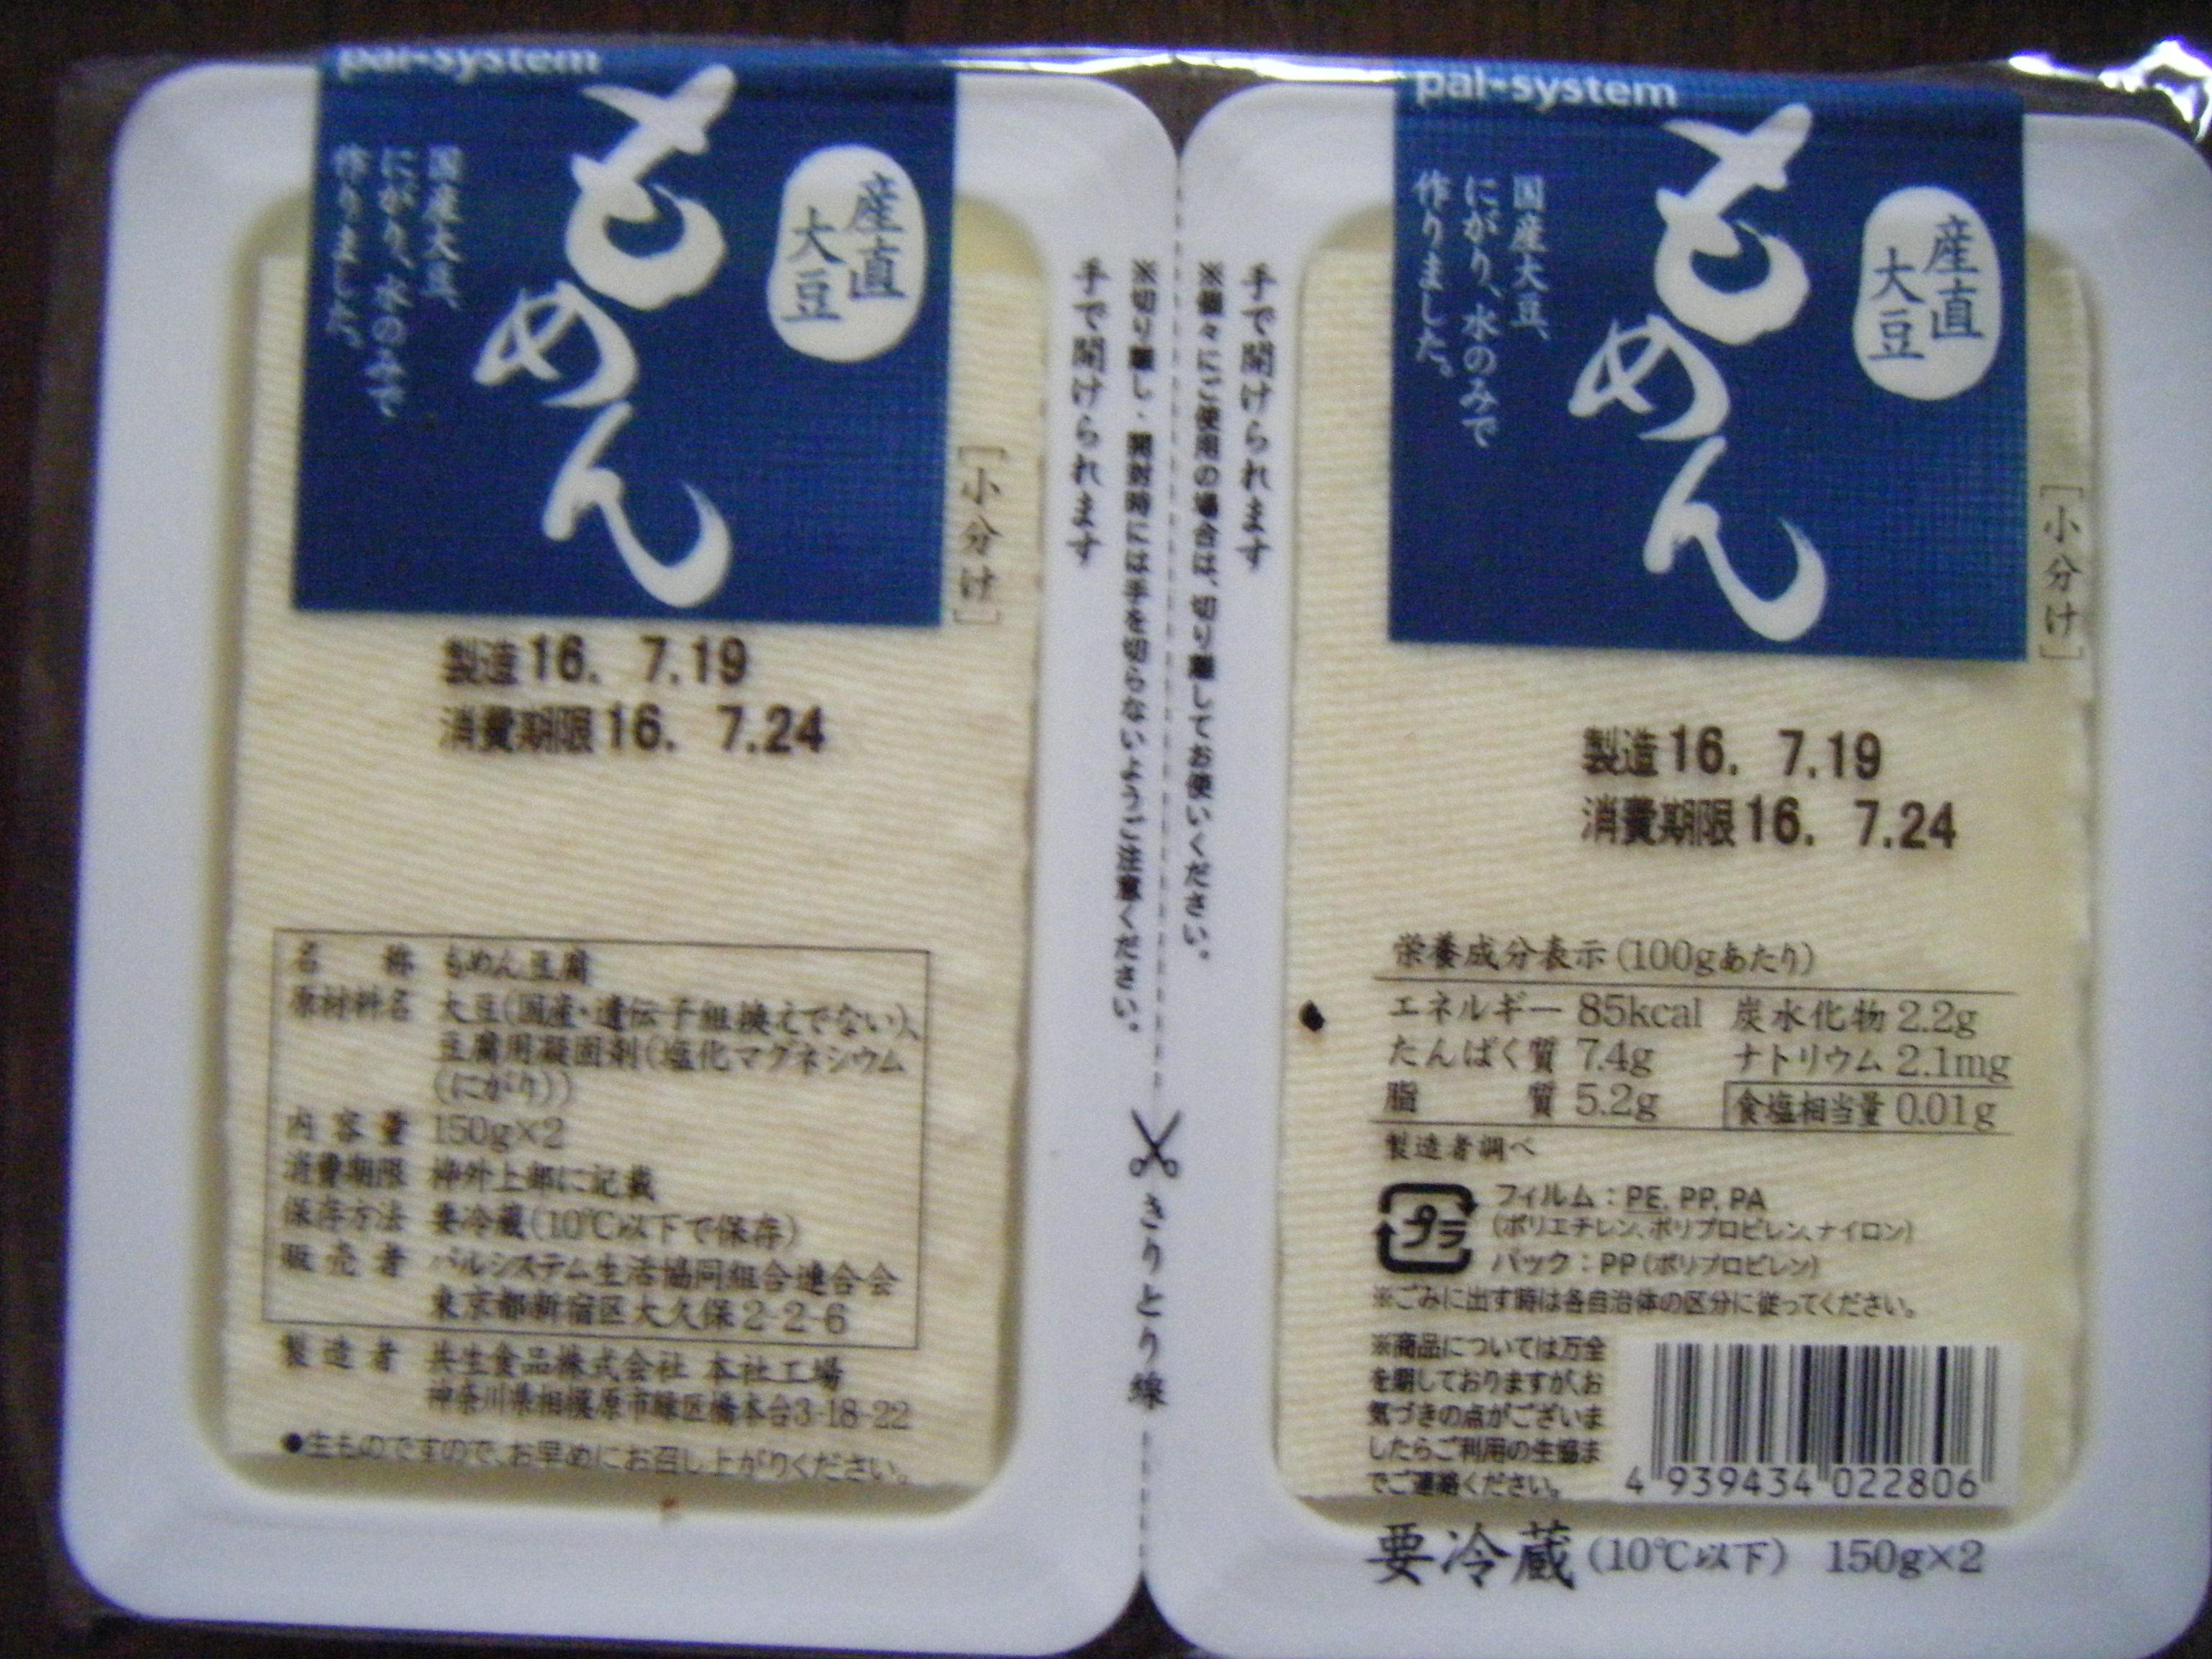 pal-system
産直
大豆
もめん
国産大豆、
にがり、水のみで
作りました。
[小分け]
製造16. 7.19
消費期限16. 7.24
名称 もめん豆腐
原材料名 大豆(国産・遺伝子組換えでない)、
豆腐用凝固剤(塩化マグネシウム
(にがり))
内容量 150g×2
消費期限 枠外上部に記載
保存方法 要冷蔵(10℃以下で保存)
販売者 パルシステム生活協同組合連合会
東京都新宿区大久保2-2-6
製造者 共生食品株式会社 本社工場
神奈川県相模原市緑区橋本台3-18-22
●生ものですので、お早めにお召し上がりください。
手で開けられます
※切り離し・開封時には手を切らないようご注意ください。
きりとり線
手で開けられます
※個々にご使用の場合は、切り離してお使いください。
pal-system
産直
大豆
もめん
国産大豆、
にがり、水のみで
作りました。
[小分け]
製造16. 7.19
消費期限16. 7.24
栄養成分表示(100gあたり)
エネルギー 85kcal 炭水化物 2.2g
たんぱく質 7.4g ナトリウム 2.1mg
脂質 5.2g 食塩相当量 0.01g
製造者調べ
プラ
フィルム:PE, PP, PA
(ポリエチレン、ポリプロピレン、ナイロン)
パック:PP(ポリプロピレン)
※ごみに出す時は各自治体の区分に従ってください。
※商品については万全
を期しておりますが、お
気づきの点がございま
したらご利用の生協ま
でご連絡ください。
4 939434 022806
要冷蔵(10℃以下) 150g×2